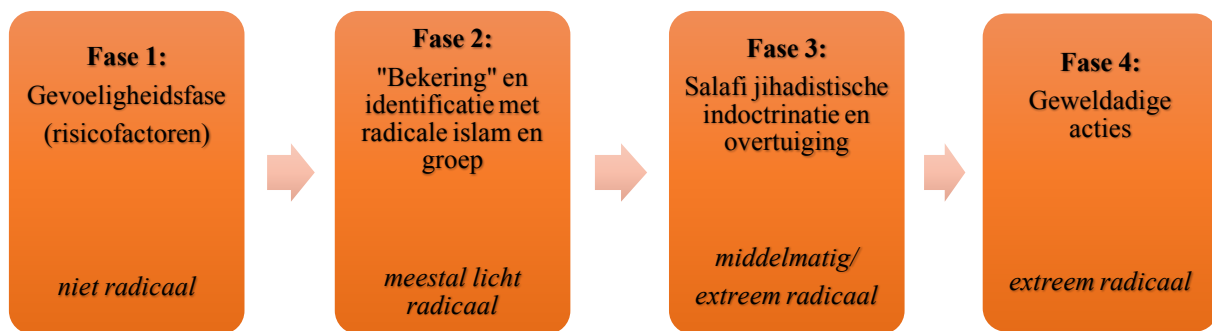 Fase 1:
Gevoeligheidsfase
(risicofactoren)
niet radicaal
Fase 2:
"Bekering" en
identificatie met
radicale islam en
groep
meestal licht
radicaal
Fase 3:
Salafi jihadistische
indoctrinatie en
overtuiging
middelmatig/
extreem radicaal
Fase 4:
Geweldadige
acties
extreem radicaal